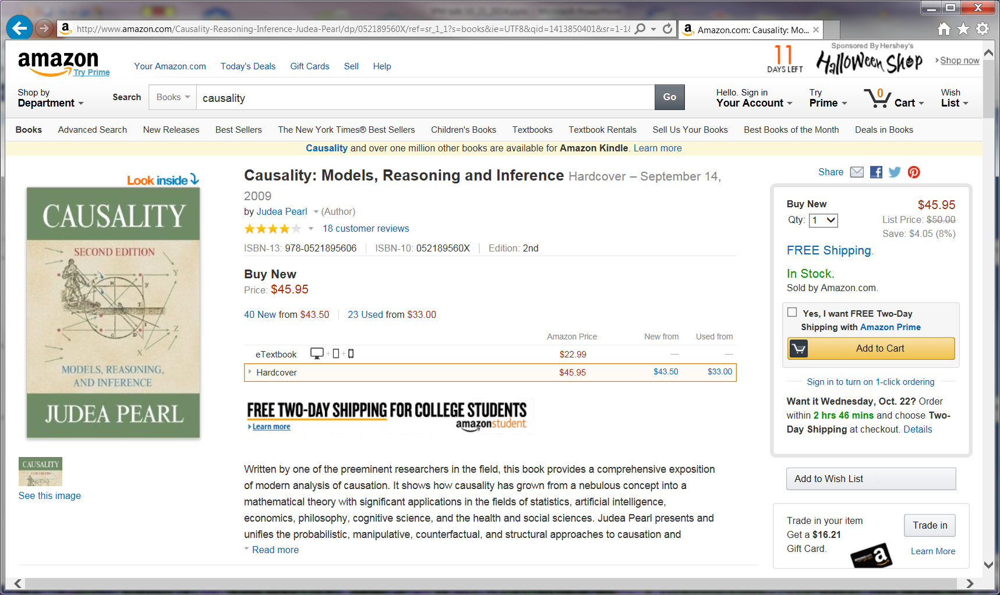 http://www.amazon.com/Causality-Reasoning-Inference-Judea-Pearl/dp/052189560X/ref=sr_1_1?s=books&ie=UTF8&qid=1413850401&sr=1-1&
Amazon.com: Causality: Mo...
amazon
Try Prime
Your Amazon.com Today's Deals Gift Cards Sell Help
11
DAYS LEFT
Sponsored By Hershey's
Halloween Shop
Shop now
Shop by
Department
Search Books causality Go
Hello. Sign in
Your Account
Try
Prime
0
Cart
Wish
List
Books Advanced Search New Releases Best Sellers The New York Times® Best Sellers Children's Books Textbooks Textbook Rentals Sell Us Your Books Best Books of the Month Deals in Books
Causality and over one million other books are available for Amazon Kindle. Learn more
Look inside
CAUSALITY
SECOND EDITION
MODELS, REASONING,
AND INFERENCE
JUDEA PEARL
CAUSALITY
See this image
Causality: Models, Reasoning and Inference Hardcover – September 14,
2009
by Judea Pearl (Author)
18 customer reviews
ISBN-13: 978-0521895606 ISBN-10: 052189560X Edition: 2nd
Buy New
Price: $45.95
40 New from $43.50 23 Used from $33.00
Amazon Price New from Used from
eTextbook $22.99 — —
Hardcover $45.95 $43.50 $33.00
FREE TWO-DAY SHIPPING FOR COLLEGE STUDENTS
Learn more
amazonstudent
Written by one of the preeminent researchers in the field, this book provides a comprehensive exposition
of modern analysis of causation. It shows how causality has grown from a nebulous concept into a
mathematical theory with significant applications in the fields of statistics, artificial intelligence,
economics, philosophy, cognitive science, and the health and social sciences. Judea Pearl presents and
unifies the probabilistic, manipulative, counterfactual, and structural approaches to causation and
Read more
Share
Buy New $45.95
Qty: 1 List Price: $50.00
Save: $4.05 (8%)
FREE Shipping.
In Stock.
Sold by Amazon.com.
Yes, I want FREE Two-Day
Shipping with Amazon Prime
Add to Cart
Sign in to turn on 1-click ordering
Want it Wednesday, Oct. 22? Order
within 2 hrs 46 mins and choose Two-
Day Shipping at checkout. Details
Add to Wish List
Trade in your item
Get a $16.21
Gift Card.
Trade in
Learn More